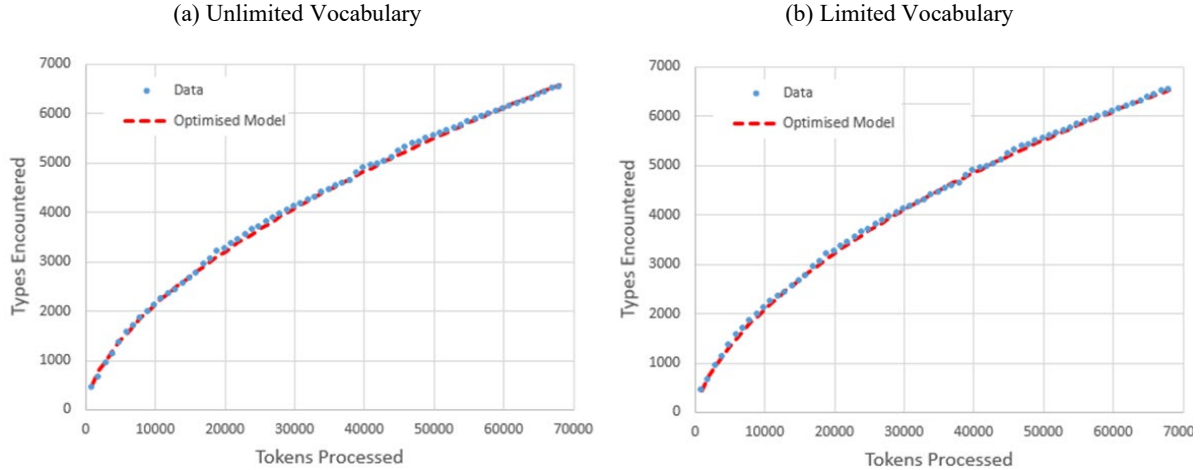 (a) Unlimited Vocabulary
7000
6000
5000
4000
3000
2000
1000
0
Types Encountered
Data
Optimised Model
0 10000 20000 30000 40000 50000 60000 70000
Tokens Processed
(b) Limited Vocabulary
7000
6000
5000
4000
3000
2000
1000
0
Types Encountered
Data
Optimised Model
0 10000 20000 30000 40000 50000 60000 70000
Tokens Processed